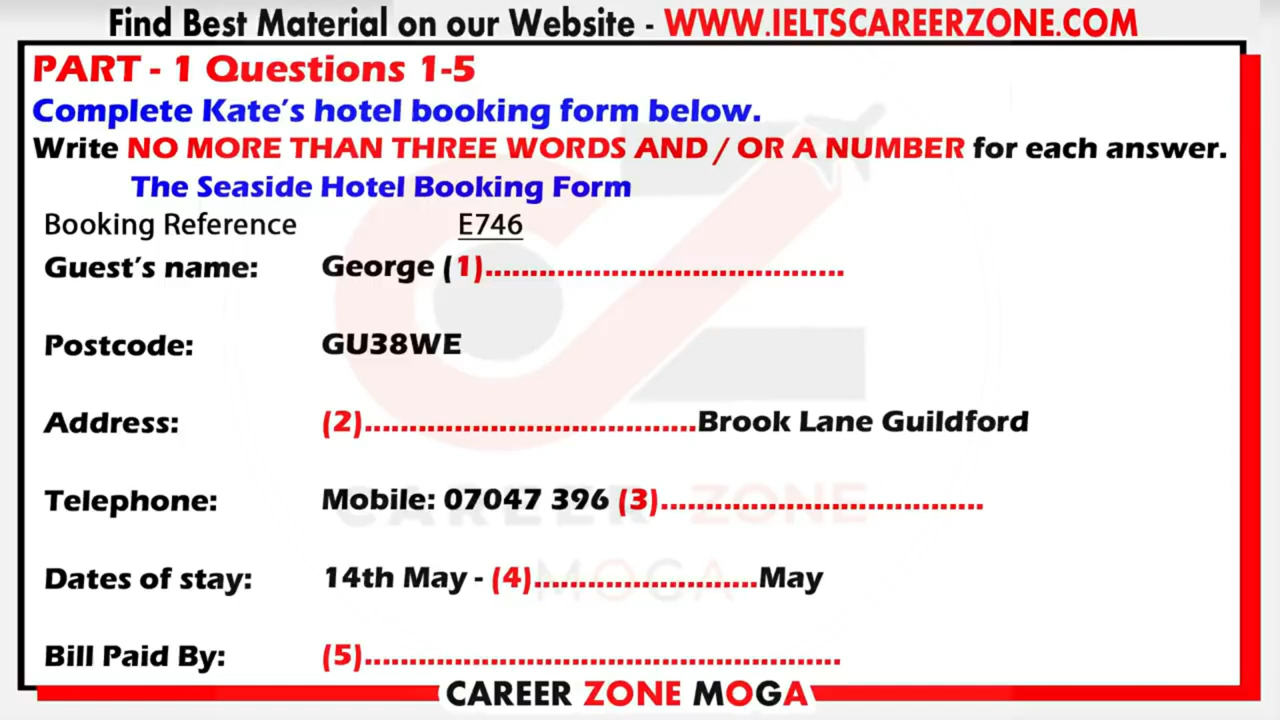 Find Best Material on our Website - WWW.IELTSCAREERZONE.COM
PART - 1 Questions 1-5
Complete Kate's hotel booking form below.
Write NO MORE THAN THREE WORDS AND / OR A NUMBER for each answer.
The Seaside Hotel Booking Form
Booking Reference E746
Guest's name: George (1)........................................
Postcode: GU38WE
Address: (2).....................................Brook Lane Guildford
Telephone: Mobile: 07047 396 (3)....................................
Dates of stay: 14th May - (4).........................May
Bill Paid By: (5).....................................................
CAREER ZONE
MOGA
CAREER ZONE MOGA